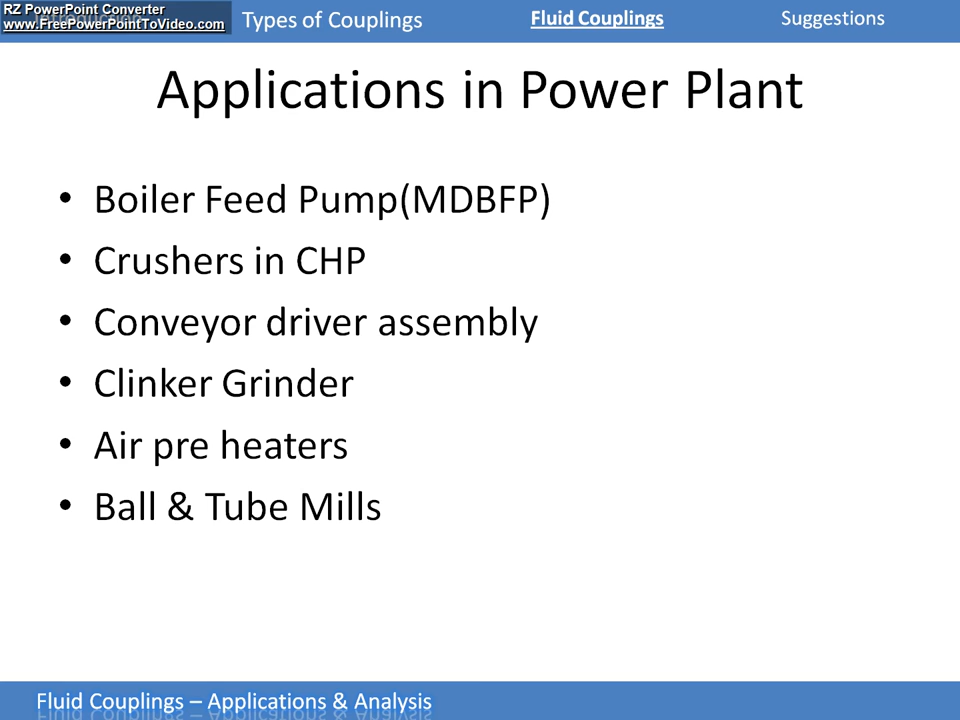 RZ PowerPoint Converter
www.FreePowerPointToVideo.com
Types of Couplings
Fluid Couplings
Suggestions
Applications in Power Plant
• Boiler Feed Pump(MDBFP)
• Crushers in CHP
• Conveyor driver assembly
• Clinker Grinder
• Air pre heaters
• Ball & Tube Mills
Fluid Couplings – Applications & Analysis